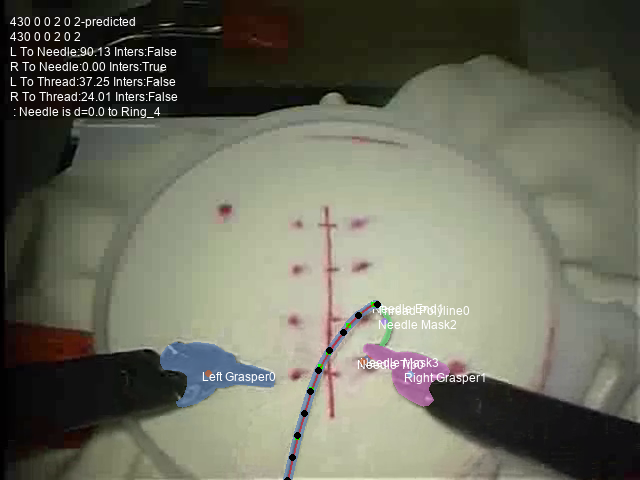 430 0 0 2 0 2-predicted
430 0 0 2 0 2
L To Needle:90.13 Inters:False
R To Needle:0.00 Inters:True
L To Thread:37.25 Inters:False
R To Thread:24.01 Inters:False
: Needle is d=0.0 to Ring_4
Polyline0
Needle Mask2
Needle Mask3
Left Grasper0
Right Grasper1